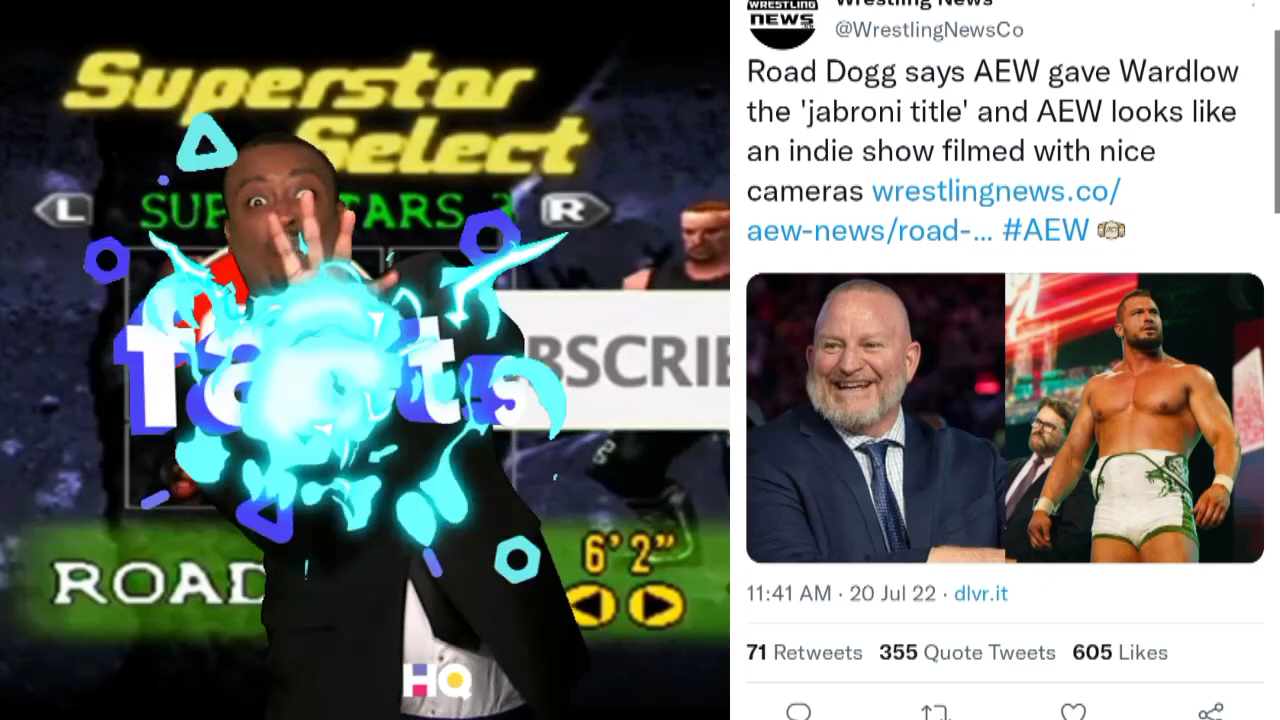 Superstar
Select
L
R
ROAD
6'2"
HQ
WRESTLING
NEWS
Wrestling News
@WrestlingNewsCo
Road Dogg says AEW gave Wardlow
the 'jabroni title' and AEW looks like
an indie show filmed with nice
cameras wrestlingnews.co/
aew-news/road-... #AEW
11:41 AM · 20 Jul 22 · dlvr.it
71 Retweets 355 Quote Tweets 605 Likes